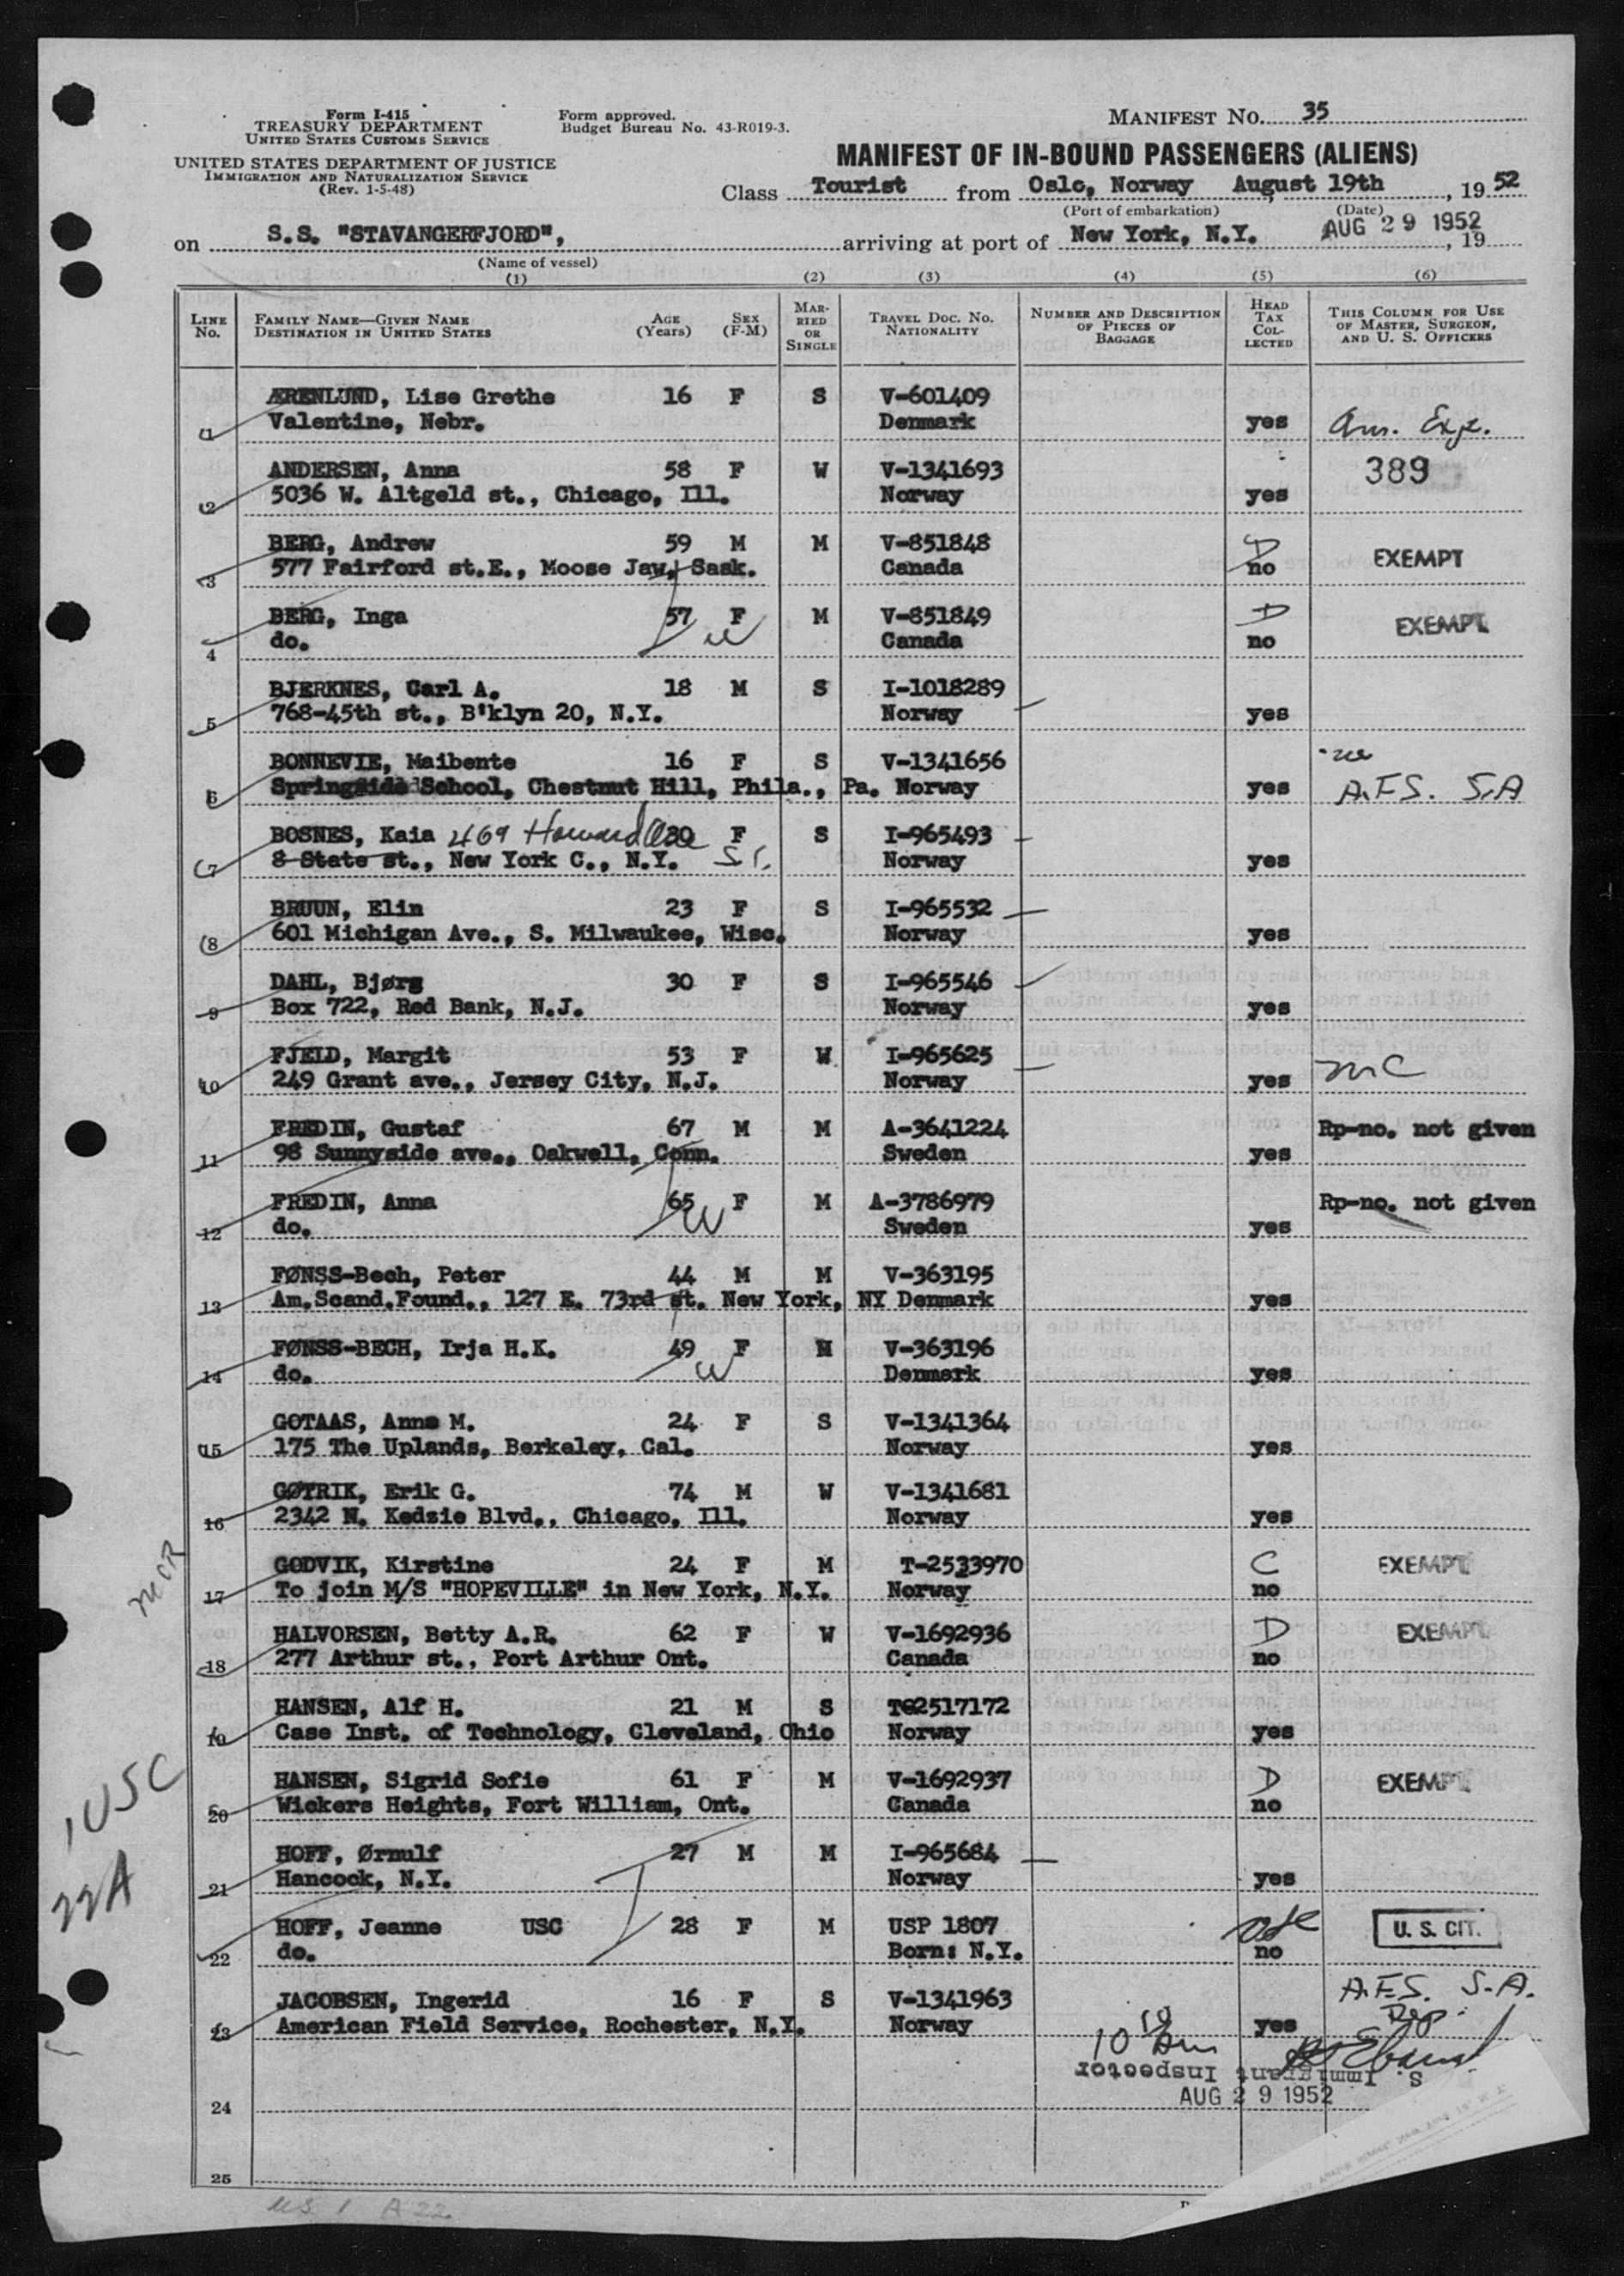 Form I-415
TREASURY DEPARTMENT
UNITED STATES CUSTOMS SERVICE
UNITED STATES DEPARTMENT OF JUSTICE
IMMIGRATION AND NATURALIZATION SERVICE
(Rev. 1-5-48)
Form approved.
Budget Bureau No. 43-R019-3.
MANIFEST NO. 35
MANIFEST OF IN-BOUND PASSENGERS (ALIENS)
Class Tourist from Oslo, Norway August 19th, 1952
(Port of embarkation) (Date)
on S.S. "STAVANGERFJORD", arriving at port of New York, N.Y. AUG 29 1952, 19
(Name of vessel)
(1) (2) (3) (4) (5) (6)
LINE NO. FAMILY NAME—GIVEN NAME DESTINATION IN UNITED STATES AGE (Years) SEX (F-M) MARRIED OR SINGLE TRAVEL DOC. NO. NATIONALITY NUMBER AND DESCRIPTION OF PIECES OF BAGGAGE HEAD TAX COLLECTED THIS COLUMN FOR USE OF MASTER, SURGEON, AND U. S. OFFICERS
ÆRENLUND, Lise Grethe 16 F S V-601409
1 Valentine, Nebr. Denmark yes Am. Exp.
ANDERSEN, Anna 58 F W V-1341693 389
2 5036 W. Altgeld st., Chicago, Ill. Norway yes
BERG, Andrew 59 M M V-851848 D EXEMPT
3 577 Fairford st.E., Moose Jaw, Sask. Canada no
BERG, Inga 57 F M V-851849 D EXEMPT
4 do. W Canada no
BJERKNES, Carl A. 18 M S I-1018289
5 768-45th st., B'klyn 20, N.Y. Norway yes
BONNEVIE, Maibente 16 F S V-1341656
6 Springside School, Chestnut Hill, Phila., Pa. Norway yes A.F.S. S.A
BOSNES, Kaia 469 Howard Ave 30 F S I-965493
7 8 State st., New York C., N.Y. S.I. Norway yes
BRUUN, Elin 23 F S I-965532
8 601 Michigan Ave., S. Milwaukee, Wisc. Norway yes
DAHL, Bjørg 30 F S I-965546
9 Box 722, Red Bank, N.J. Norway yes
FJELD, Margit 53 F W I-965625
10 249 Grant ave., Jersey City, N.J. Norway yes mc
FREDIN, Gustaf 67 M M A-3641224 Rp-no. not given
11 98 Sunnyside ave., Oakwell, Conn. Sweden yes
FREDIN, Anna 65 F M A-3786979 Rp-no. not given
12 do. W Sweden yes
FØNSS-Bech, Peter 44 M M V-363195
13 Am.Scand.Found., 127 E. 73rd st. New York, NY Denmark yes
FØNSS-BECH, Irja H.K. 49 F M V-363196
14 do. W Denmark yes
GOTAAS, Anne M. 24 F S V-1341364
15 175 The Uplands, Berkeley, Cal. Norway yes
GØTRIK, Erik G. 74 M W V-1341681
16 2342 N. Kedzie Blvd., Chicago, Ill. Norway yes
GODVIK, Kirstine 24 F M T-2533970 C EXEMPT
17 To join M/S "HOPEVILLE" in New York, N.Y. Norway no
HALVORSEN, Betty A.R. 62 F W V-1692936 D EXEMPT
18 277 Arthur st., Port Arthur Ont. Canada no
HANSEN, Alf H. 21 M S T-2517172
19 Case Inst. of Technology, Cleveland, Ohio Norway yes
HANSEN, Sigrid Sofie 61 F M V-1692937 D EXEMPT
20 Wickers Heights, Fort William, Ont. Canada no
HOFF, Ørnulf 27 M M I-965684
21 Hancock, N.Y. Norway yes
HOFF, Jeanne USC 28 F M USP 1807 U. S. CIT.
22 do. Born: N.Y. no
JACOBSEN, Ingerid 16 F S V-1341963 A.F.S. S.A.
23 American Field Service, Rochester, N.Y. Norway yes
10
S. Immigrant Inspector
AUG 29 1952
24
25
mcr
1 USC
22A
US 1 A 22